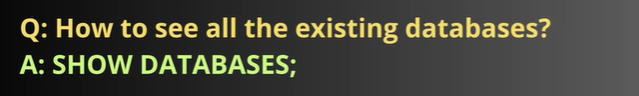 Q: How to see all the existing databases?
A: SHOW DATABASES;